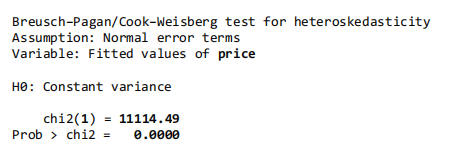 Breusch-Pagan/Cook-Weisberg test for heteroskedasticity
Assumption: Normal error terms
Variable: Fitted values of price
H0: Constant variance
chi2(1) = 11114.49
Prob > chi2 = 0.0000